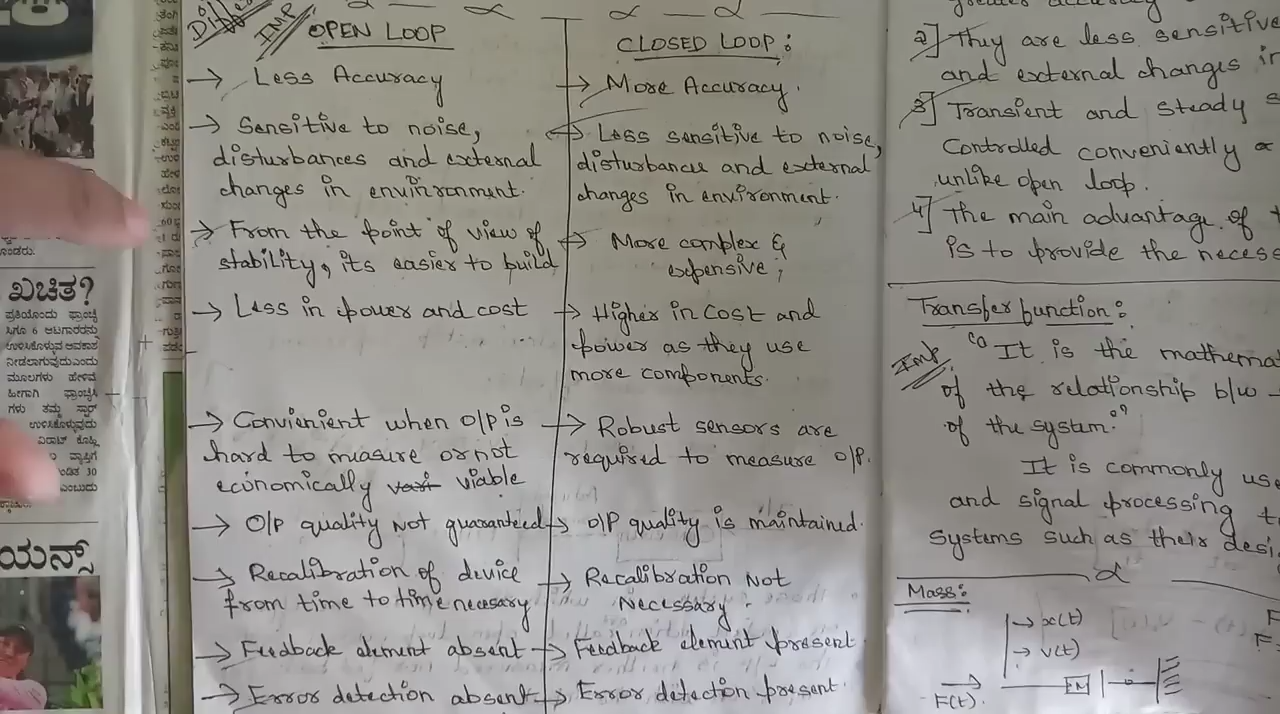 IMP
OPEN LOOP
→ Less Accuracy
→ Sensitive to noise,
disturbances and external
changes in envinronment.
→ From the point of view of
stability, its easier to build
→ Less in power and cost
→ Convienient when O/P is
hard to measure or not
economically viable
→ O/P quality Not guaranteed
→ Recalibration of device
from time to time necesary
→ Feedback element absent
→ Error detection absent
CLOSED LOOP:
→ More Accuracy.
→ Less sensitive to noise,
disturbance and external
changes in environment.
→ More complex &
expensive;
→ Higher in Cost and
power as they use
more components.
→ Robust sensors are
required to measure O/P.
→ O/P quality is maintained.
→ Recalibration Not
Necessary.
→ Feedback element present
→ Error detection present.
2] They are less sensitive
and external changes in
3] Transient and steady s
Controlled conveniently
unlike open loop.
4] The main advantage of
is to provide the necess
Transfer function:
Imp
"It is the mathema
of the relationship b/w
of the system."
It is commonly use
and signal processing
systems such as their desi
Mass:
→ x(t)
→ v(t)
F(t).
M
ಖಚಿತ?
ಯನ್ಸ್